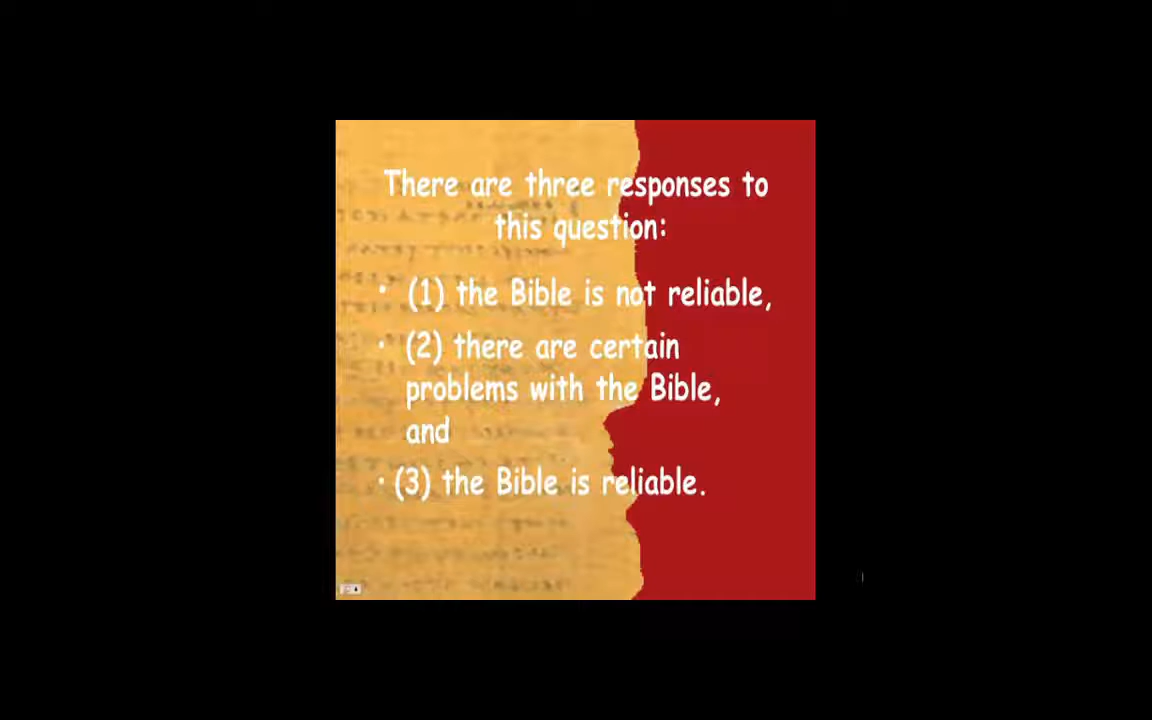 There are three responses to
this question:
• (1) the Bible is not reliable,
• (2) there are certain
problems with the Bible,
and
• (3) the Bible is reliable.